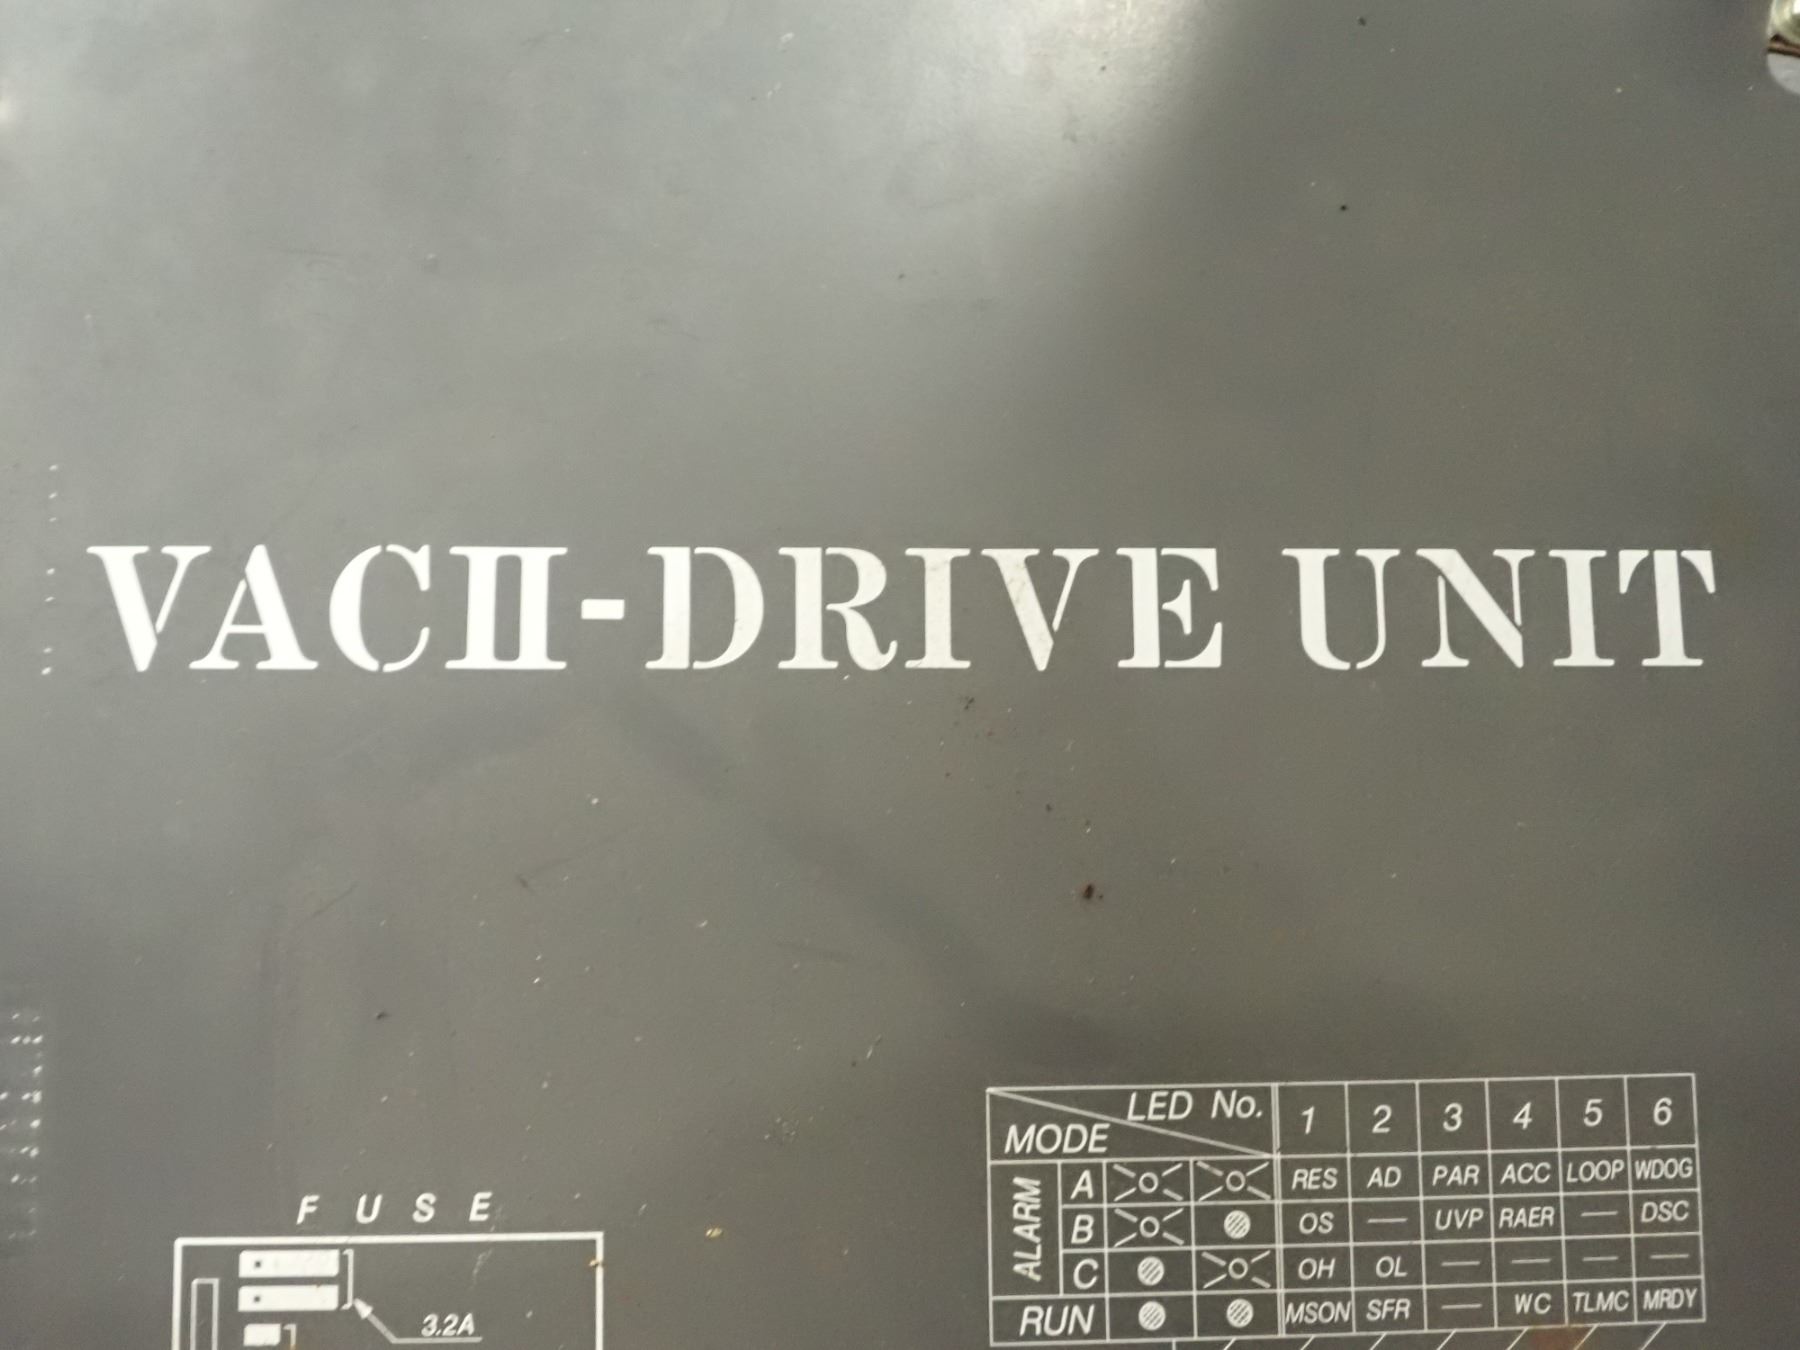 VACII-DRIVE UNIT
LED No. 1 2 3 4 5 6
MODE
ALARM
A RES AD PAR ACC LOOP WDOG
B OS — UVP RAER — DSC
C OH OL — — — —
RUN MSON SFR — WC TLMC MRDY
FUSE
3.2A